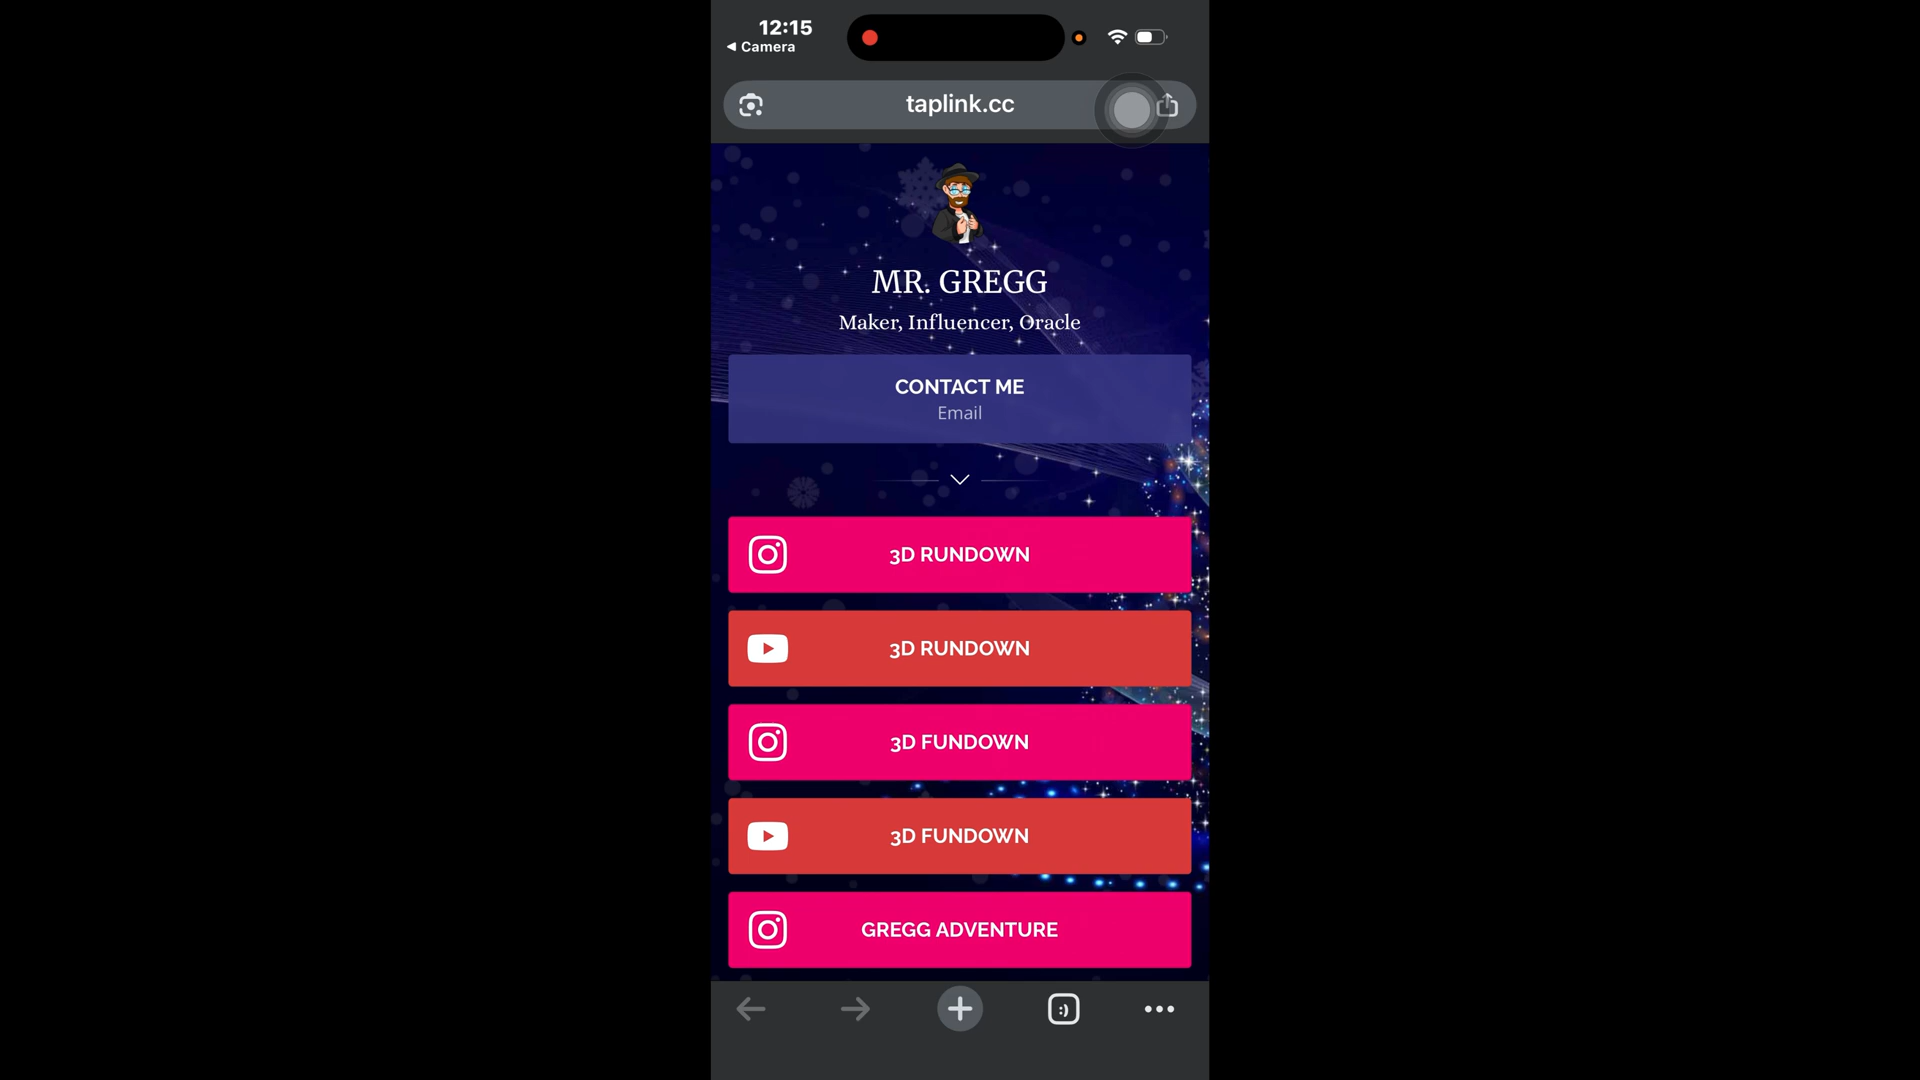 12:15
Camera
taplink.cc
MR. GREGG
Maker, Influencer, Oracle
CONTACT ME
Email
3D RUNDOWN
3D RUNDOWN
3D FUNDOWN
3D FUNDOWN
GREGG ADVENTURE
:)